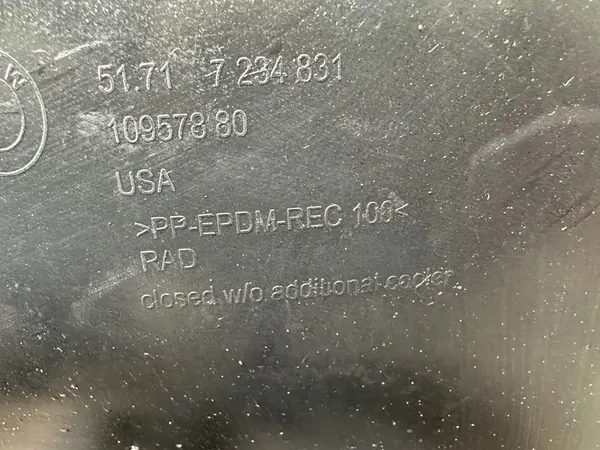 W
51.71 7 234 831
109578 80
USA
>PP-EPDM-REC 100<
RAD
closed w/o additional cooler